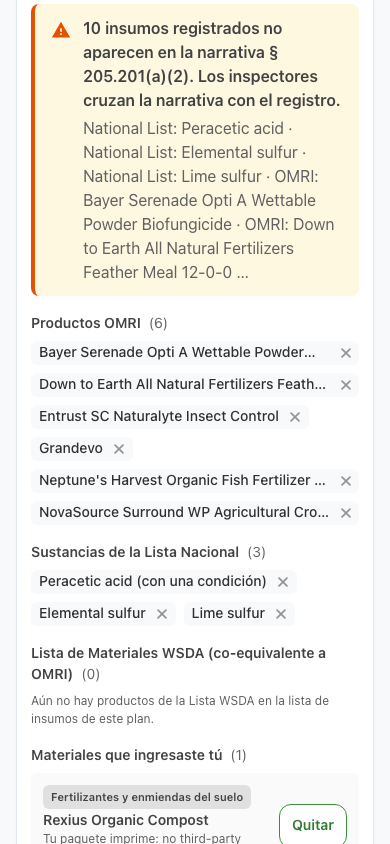 10 insumos registrados no
aparecen en la narrativa §
205.201(a)(2). Los inspectores
cruzan la narrativa con el registro.
National List: Peracetic acid ·
National List: Elemental sulfur ·
National List: Lime sulfur · OMRI:
Bayer Serenade Opti A Wettable
Powder Biofungicide · OMRI: Down
to Earth All Natural Fertilizers
Feather Meal 12-0-0 ...
Productos OMRI (6)
Bayer Serenade Opti A Wettable Powder...
Down to Earth All Natural Fertilizers Feath...
Entrust SC Naturalyte Insect Control
Grandevo
Neptune's Harvest Organic Fish Fertilizer ...
NovaSource Surround WP Agricultural Cro...
Sustancias de la Lista Nacional (3)
Peracetic acid (con una condición)
Elemental sulfur Lime sulfur
Lista de Materiales WSDA (co-equivalente a
OMRI) (0)
Aún no hay productos de la Lista WSDA en la lista de
insumos de este plan.
Materiales que ingresaste tú (1)
Fertilizantes y enmiendas del suelo
Rexius Organic Compost
Quitar
Tu paquete imprime: no third-party